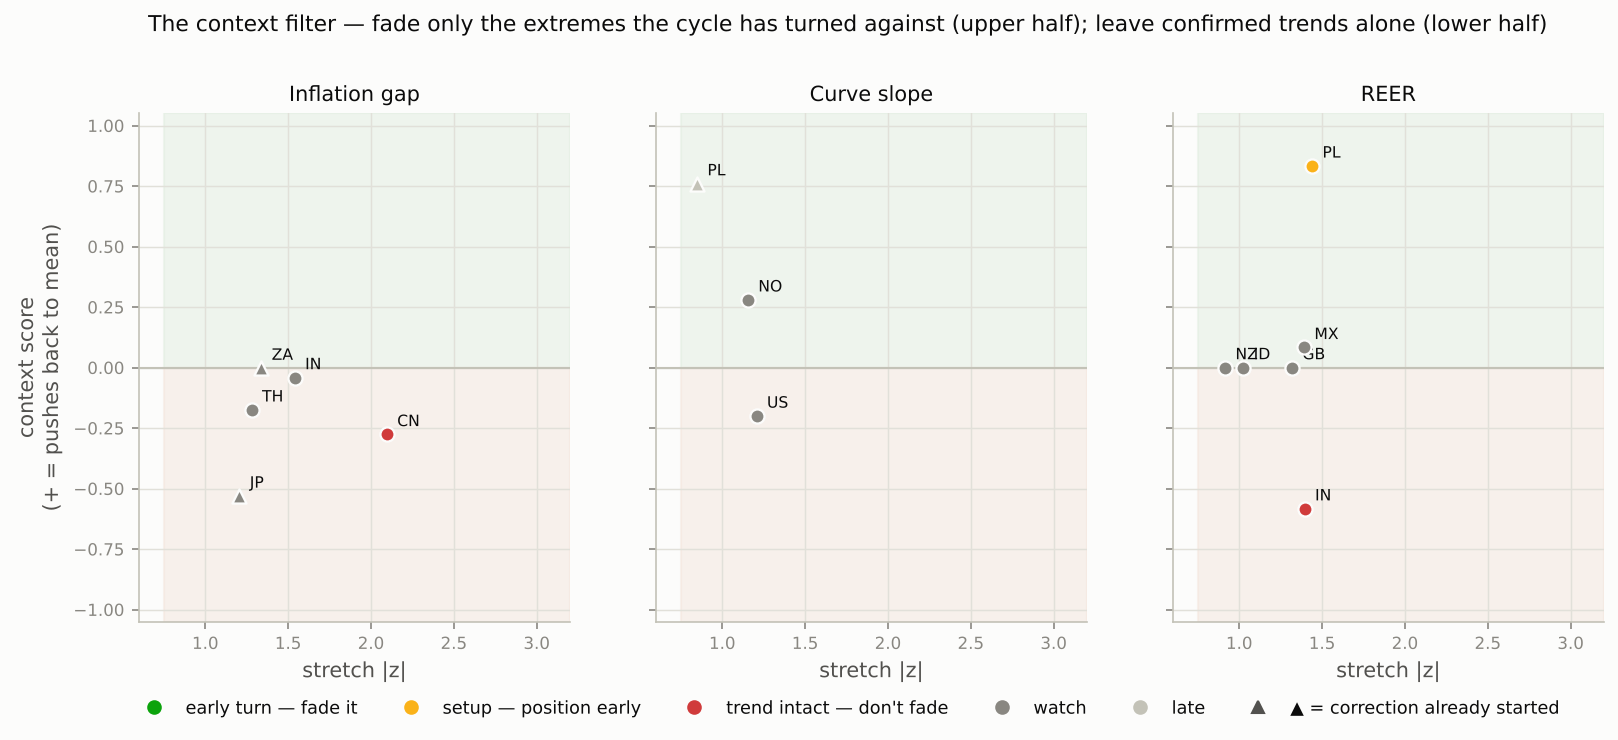 The context filter — fade only the extremes the cycle has turned against (upper half); leave confirmed trends alone (lower half)
Inflation gap
Curve slope
REER
context score
(+ = pushes back to mean)
1.00
0.75
0.50
0.25
0.00
−0.25
−0.50
−0.75
−1.00
ZA
IN
TH
CN
JP
1.0 1.5 2.0 2.5 3.0
stretch |z|
PL
NO
US
1.0 1.5 2.0 2.5 3.0
stretch |z|
PL
MX
NZ ID GB
IN
1.0 1.5 2.0 2.5 3.0
stretch |z|
early turn — fade it setup — position early trend intact — don't fade watch late ▲ = correction already started